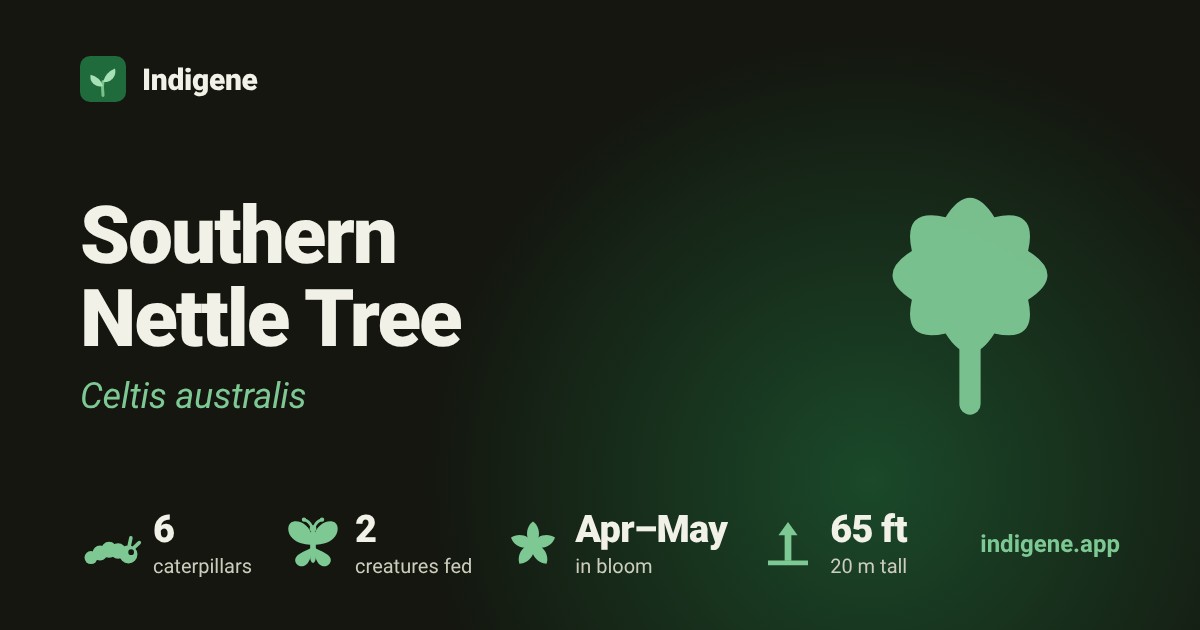 Indigene
Southern
Nettle Tree
Celtis australis
6
caterpillars
2
creatures fed
Apr–May
in bloom
65 ft
20 m tall
indigene.app